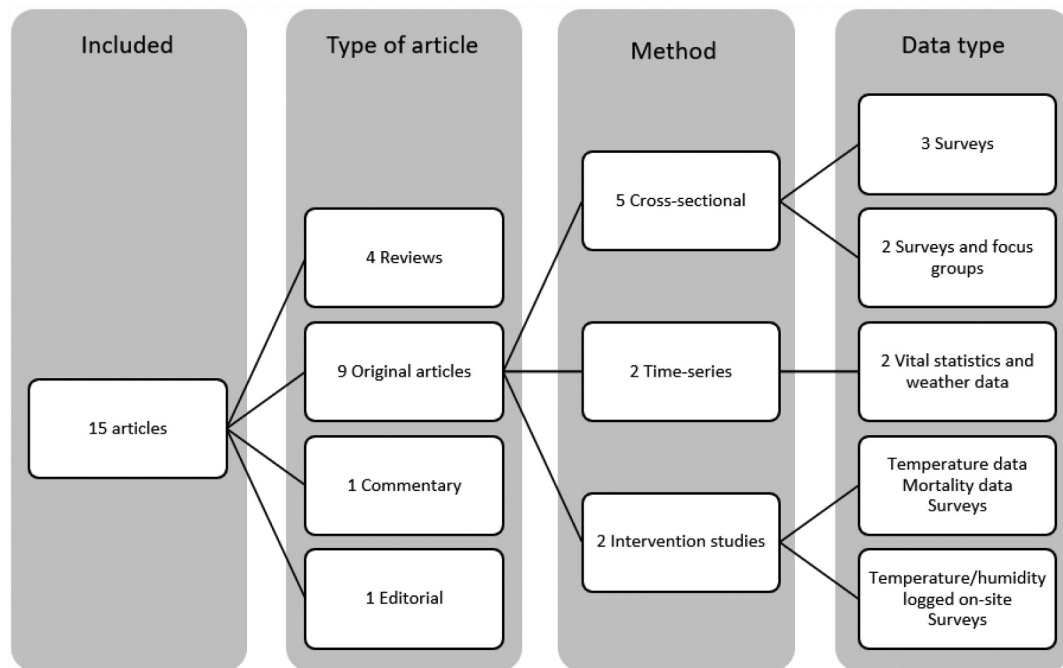 Included
Type of article
Method
Data type
15 articles
4 Reviews
9 Original articles
1 Commentary
1 Editorial
5 Cross-sectional
2 Time-series
2 Intervention studies
3 Surveys
2 Surveys and focus
groups
2 Vital statistics and
weather data
Temperature data
Mortality data
Surveys
Temperature/humidity
logged on-site
Surveys